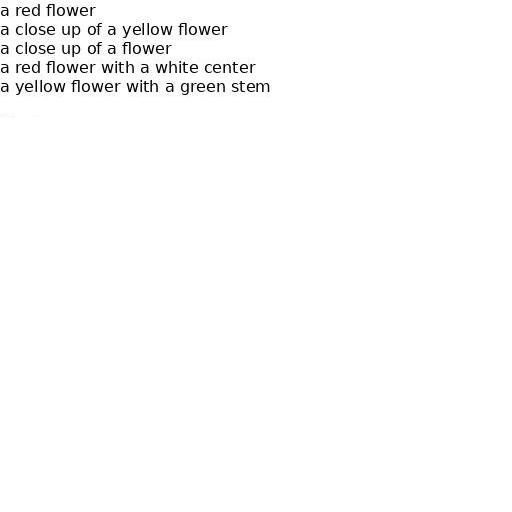 a red flower
a close up of a yellow flower
a close up of a flower
a red flower with a white center
a yellow flower with a green stem